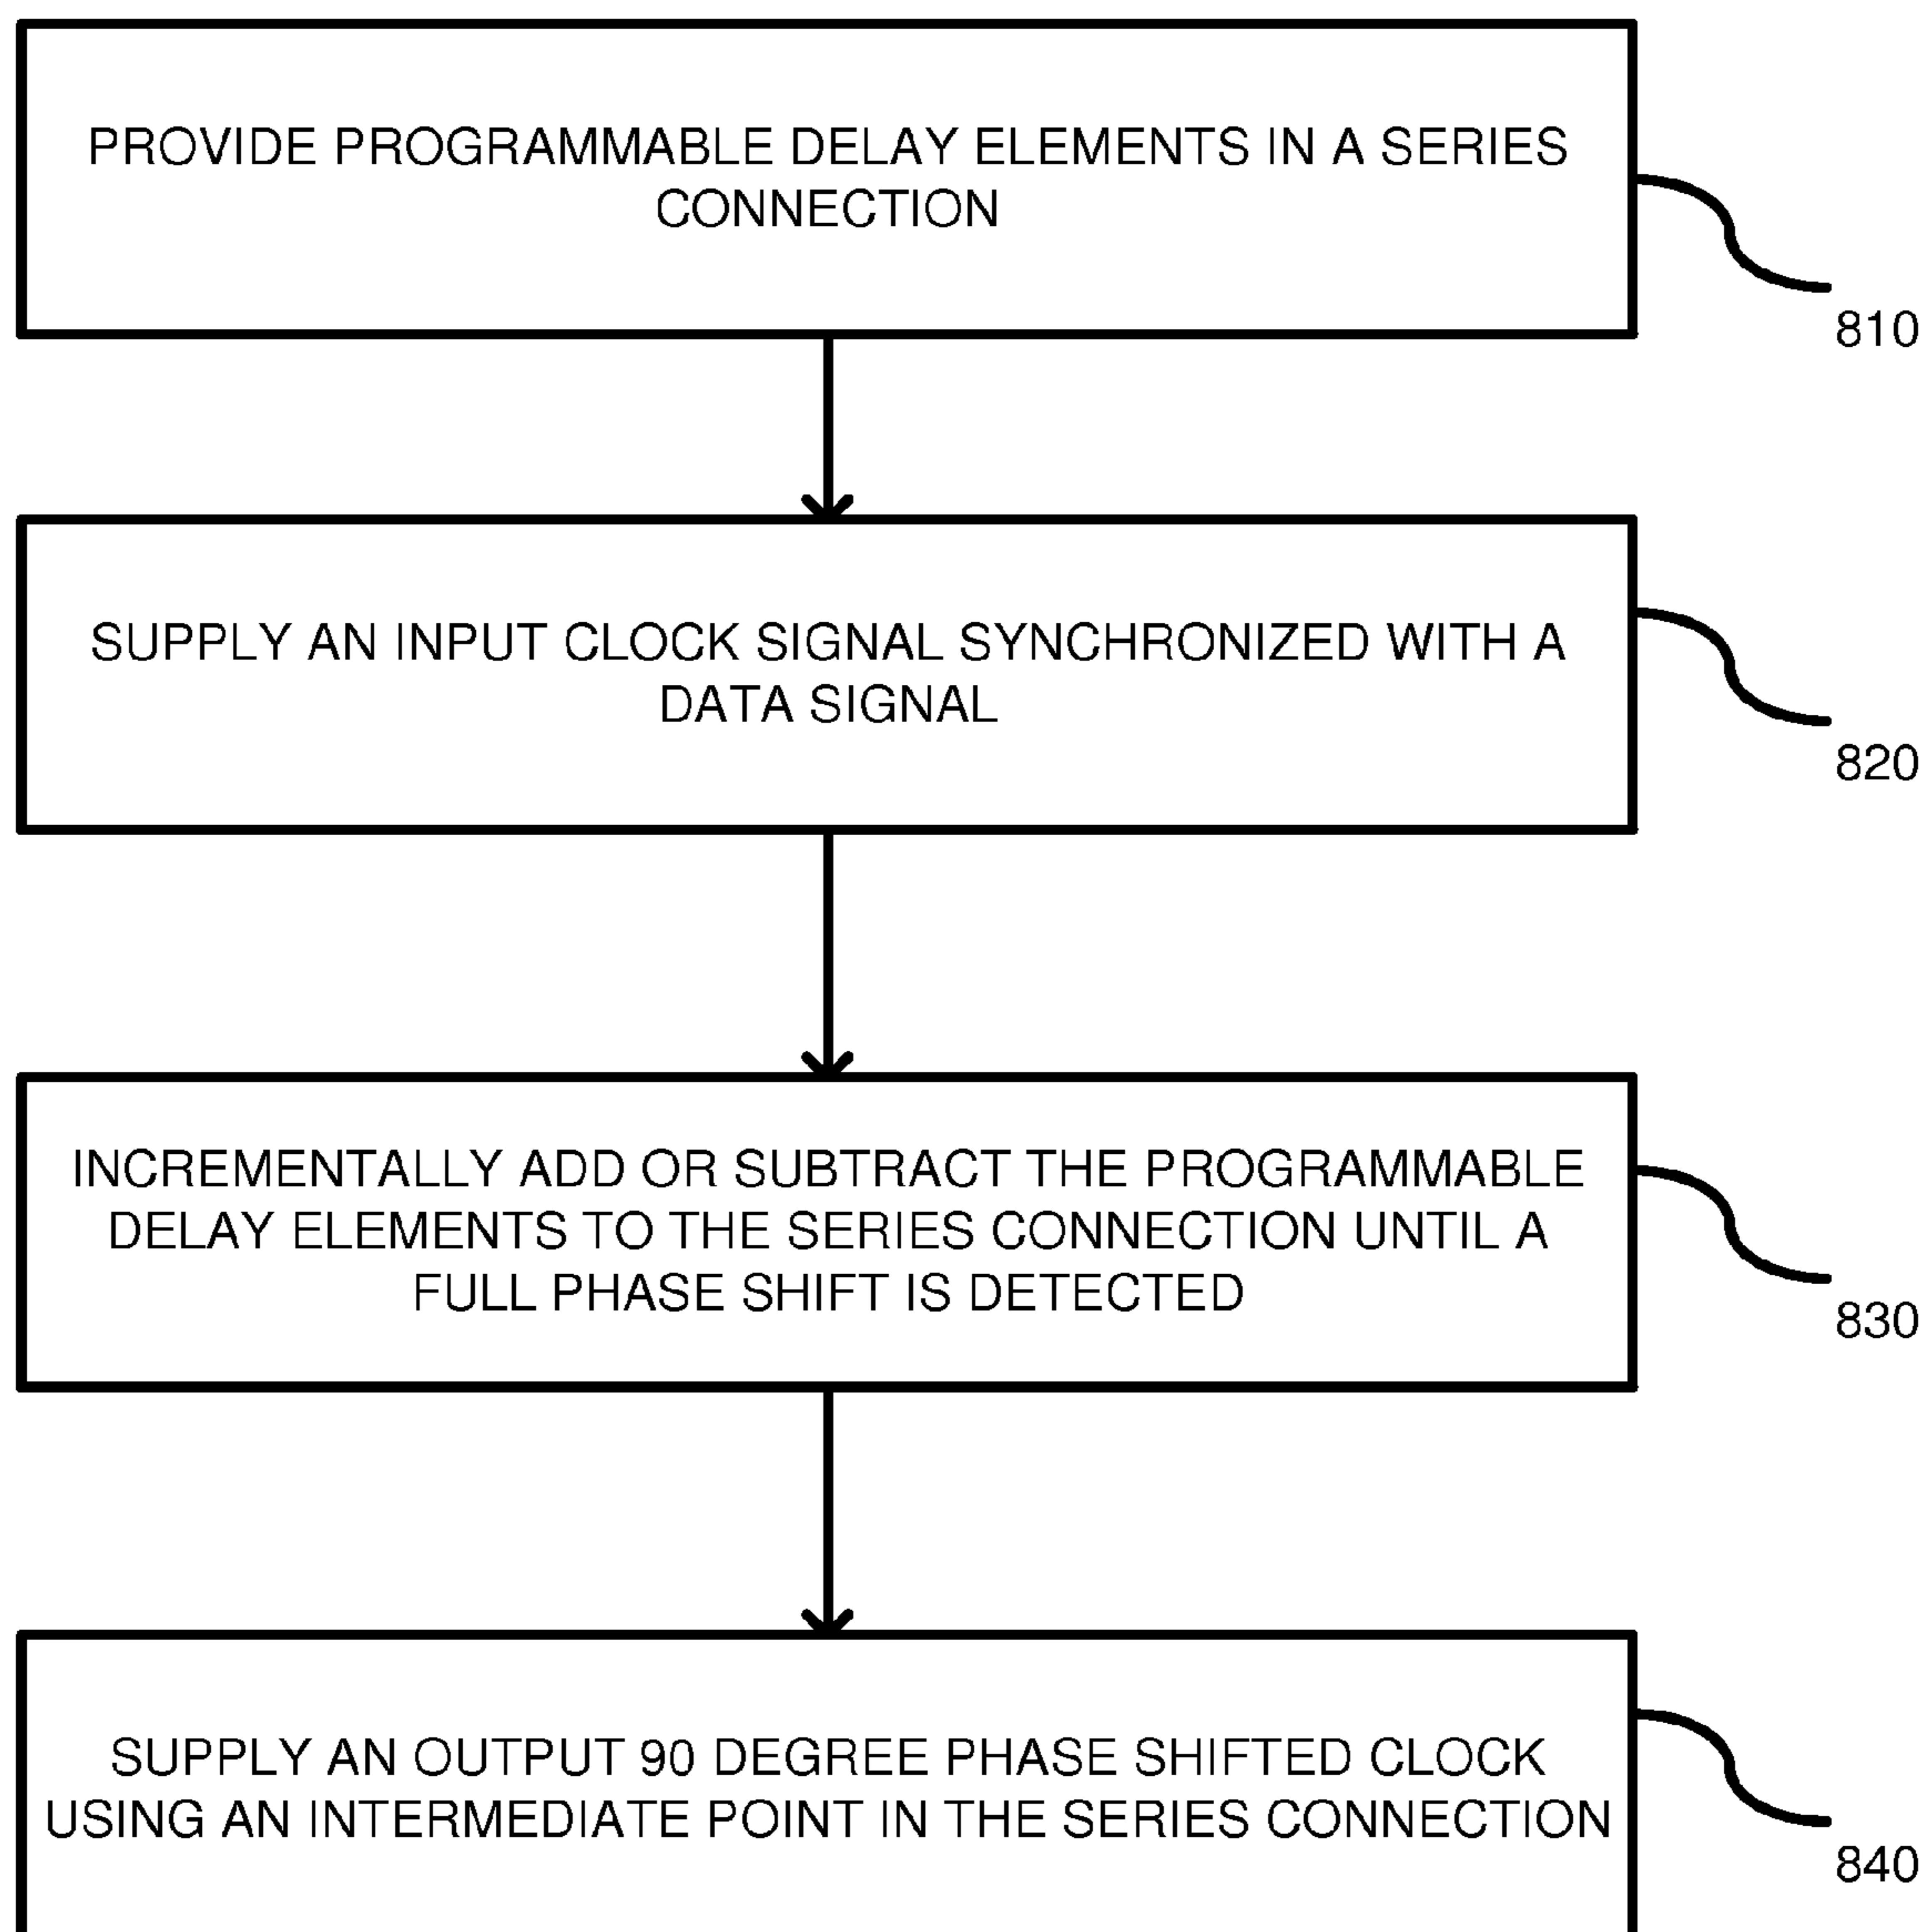 PROVIDE PROGRAMMABLE DELAY ELEMENTS IN A SERIES
CONNECTION
810
SUPPLY AN INPUT CLOCK SIGNAL SYNCHRONIZED WITH A
DATA SIGNAL
820
INCREMENTALLY ADD OR SUBTRACT THE PROGRAMMABLE
DELAY ELEMENTS TO THE SERIES CONNECTION UNTIL A
FULL PHASE SHIFT IS DETECTED
830
SUPPLY AN OUTPUT 90 DEGREE PHASE SHIFTED CLOCK
USING AN INTERMEDIATE POINT IN THE SERIES CONNECTION
840